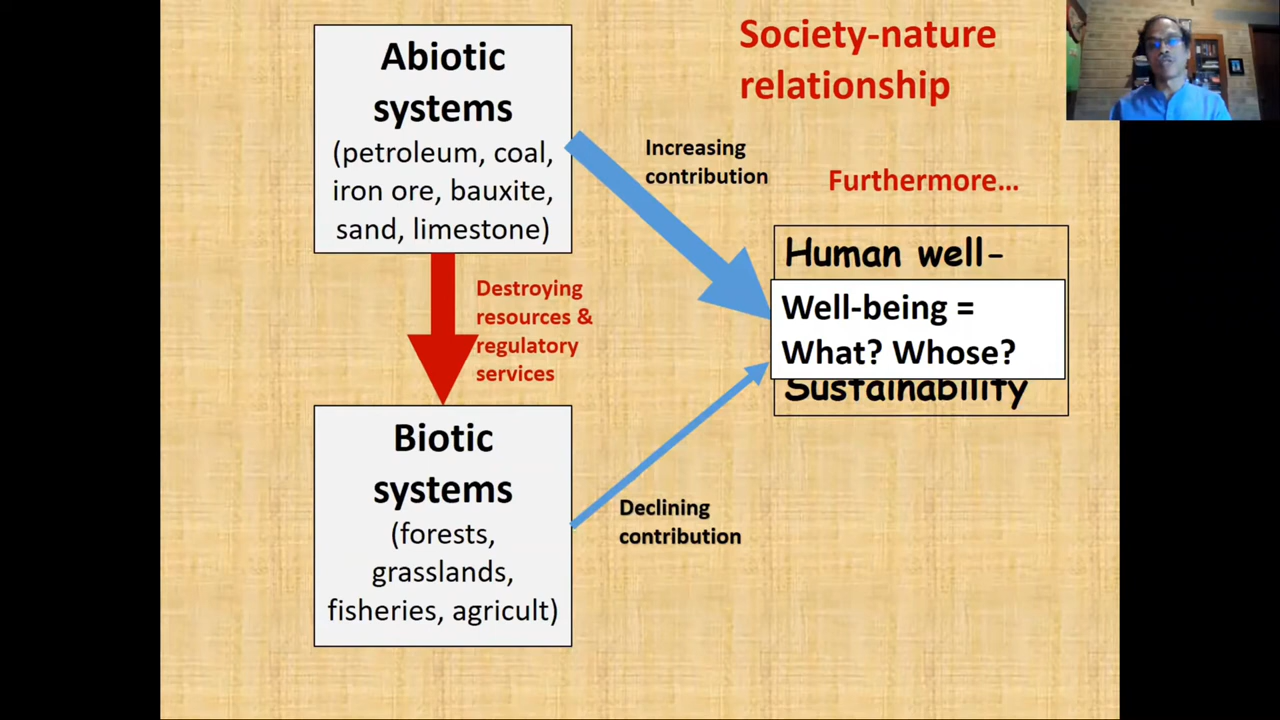 Society-nature
relationship
Abiotic
systems
(petroleum, coal,
iron ore, bauxite,
sand, limestone)
Increasing
contribution
Furthermore…
Human well-
Well-being =
What? Whose?
Sustainability
Destroying
resources &
regulatory
services
Biotic
systems
(forests,
grasslands,
fisheries, agricult)
Declining
contribution